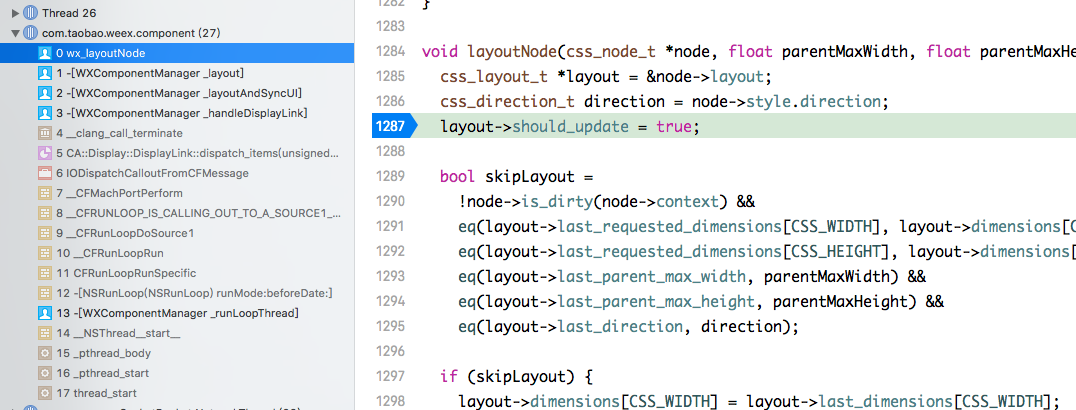 Thread 26
com.taobao.weex.component (27)
0 wx_layoutNode
1 -[WXComponentManager _layout]
2 -[WXComponentManager _layoutAndSyncUI]
3 -[WXComponentManager _handleDisplayLink]
4 __clang_call_terminate
5 CA::Display::DisplayLink::dispatch_items(unsigned...
6 IODispatchCalloutFromCFMessage
7 __CFMachPortPerform
8 __CFRUNLOOP_IS_CALLING_OUT_TO_A_SOURCE1_...
9 __CFRunLoopDoSource1
10 __CFRunLoopRun
11 CFRunLoopRunSpecific
12 -[NSRunLoop(NSRunLoop) runMode:beforeDate:]
13 -[WXComponentManager _runLoopThread]
14 __NSThread__start__
15 _pthread_body
16 _pthread_start
17 thread_start
1282 }
1283
1284 void layoutNode(css_node_t *node, float parentMaxWidth, float parentMaxHe
1285 css_layout_t *layout = &node->layout;
1286 css_direction_t direction = node->style.direction;
1287 layout->should_update = true;
1288
1289 bool skipLayout =
1290 !node->is_dirty(node->context) &&
1291 eq(layout->last_requested_dimensions[CSS_WIDTH], layout->dimensions[C
1292 eq(layout->last_requested_dimensions[CSS_HEIGHT], layout->dimensions[
1293 eq(layout->last_parent_max_width, parentMaxWidth) &&
1294 eq(layout->last_parent_max_height, parentMaxHeight) &&
1295 eq(layout->last_direction, direction);
1296
1297 if (skipLayout) {
1298 layout->dimensions[CSS_WIDTH] = layout->last_dimensions[CSS_WIDTH];